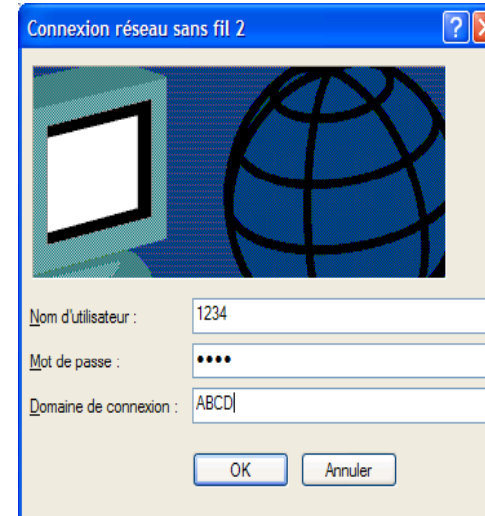 Connexion réseau sans fil 2
Nom d'utilisateur : 1234
Mot de passe : ••••
Domaine de connexion : ABCD
OK Annuler